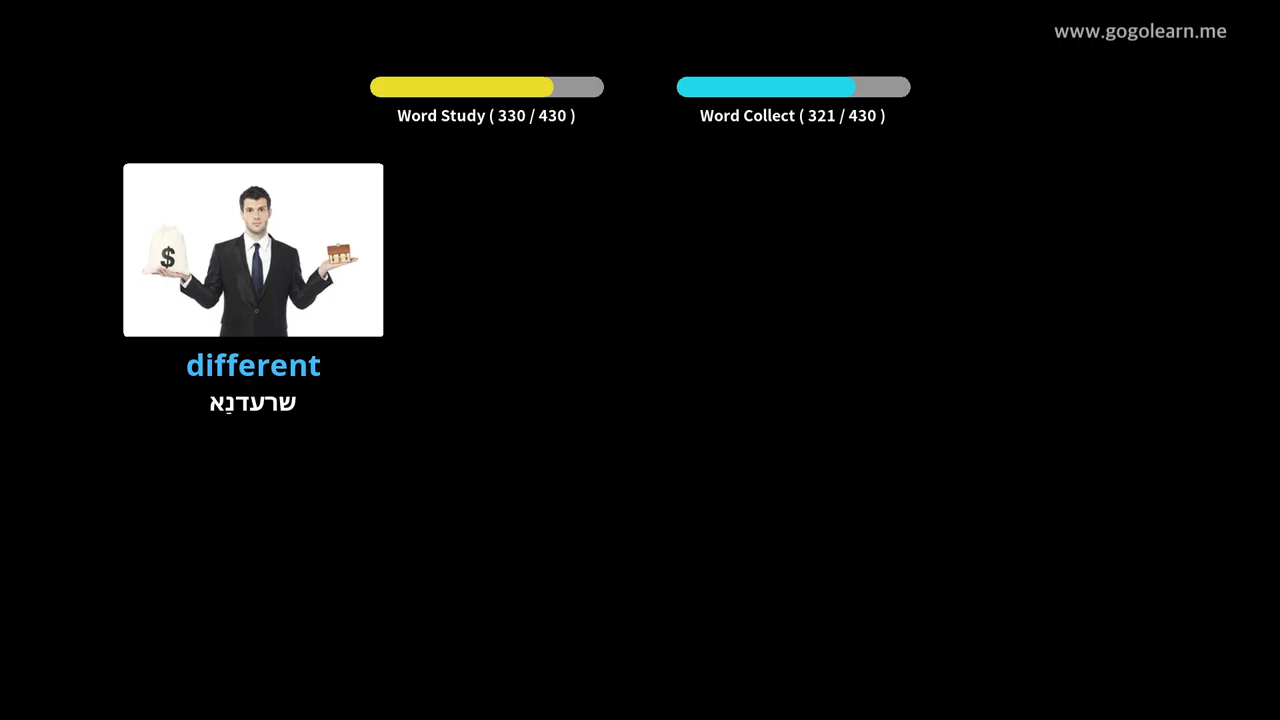 www.gogolearn.me
Word Study ( 330 / 430 )
Word Collect ( 321 / 430 )
different
שרעדנַא